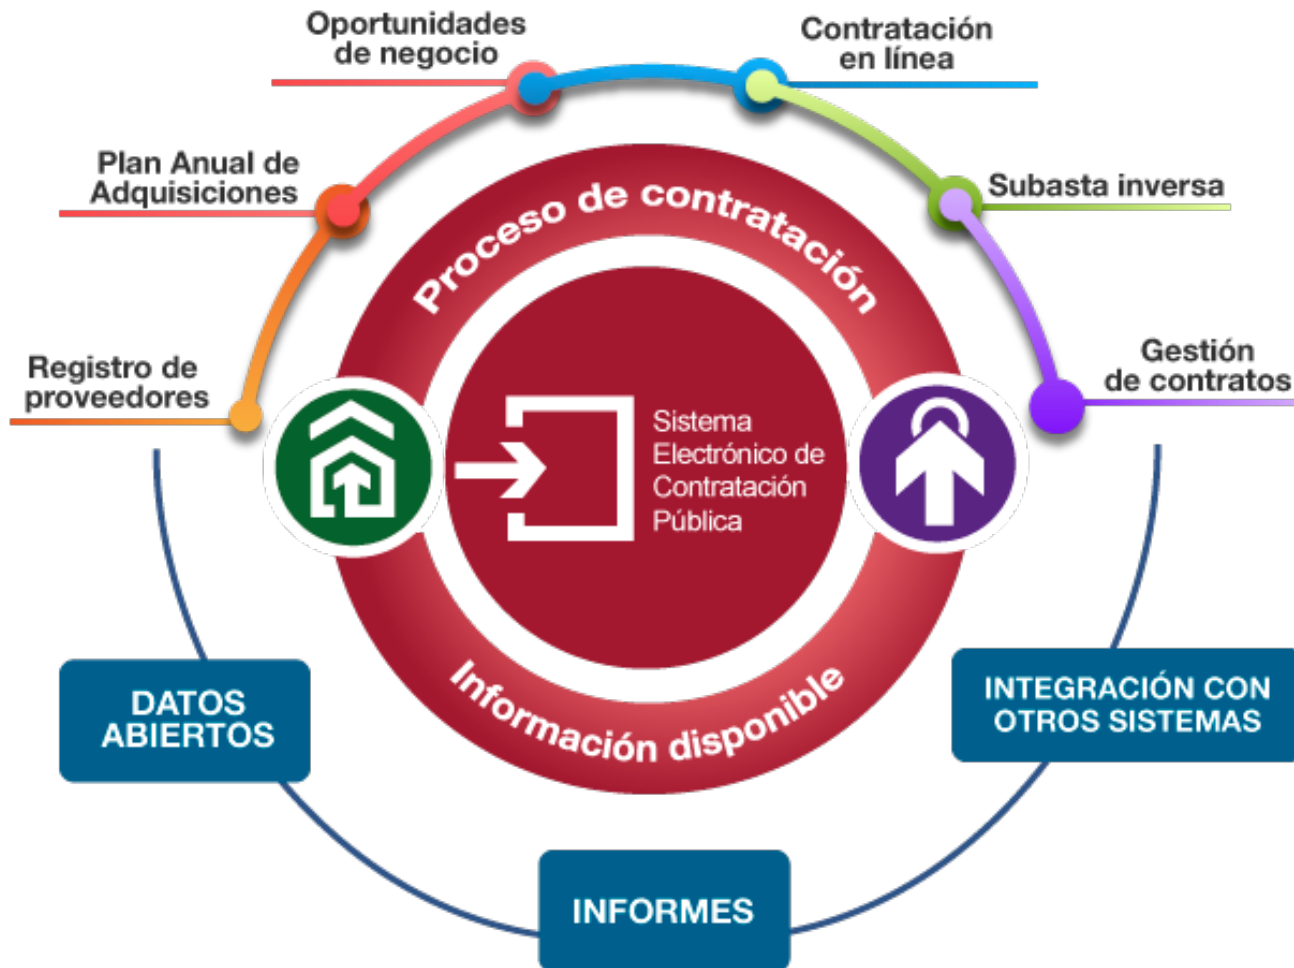 Oportunidades
de negocio
Contratación
en línea
Plan Anual de
Adquisiciones
Subasta inversa
Registro de
proveedores
Gestión
de contratos
Proceso de contratación
Sistema
Electrónico de
Contratación
Pública
Información disponible
DATOS
ABIERTOS
INTEGRACIÓN CON
OTROS SISTEMAS
INFORMES